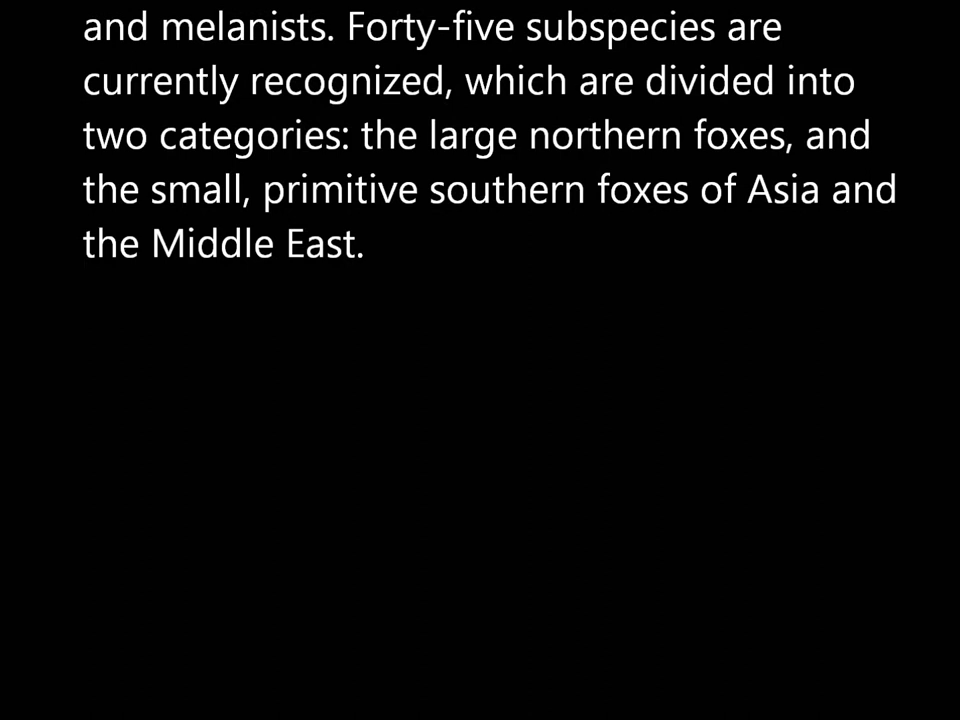 and melanists. Forty-five subspecies are
currently recognized, which are divided into
two categories: the large northern foxes, and
the small, primitive southern foxes of Asia and
the Middle East.